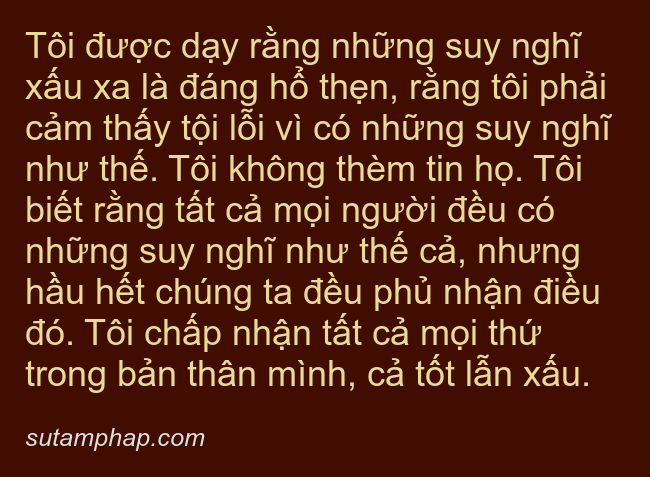 Tôi được dạy rằng những suy nghĩ
xấu xa là đáng hổ thẹn, rằng tôi phải
cảm thấy tội lỗi vì có những suy nghĩ
như thế. Tôi không thèm tin họ. Tôi
biết rằng tất cả mọi người đều có
những suy nghĩ như thế cả, nhưng
hầu hết chúng ta đều phủ nhận điều
đó. Tôi chấp nhận tất cả mọi thứ
trong bản thân mình, cả tốt lẫn xấu.
sutamphap.com